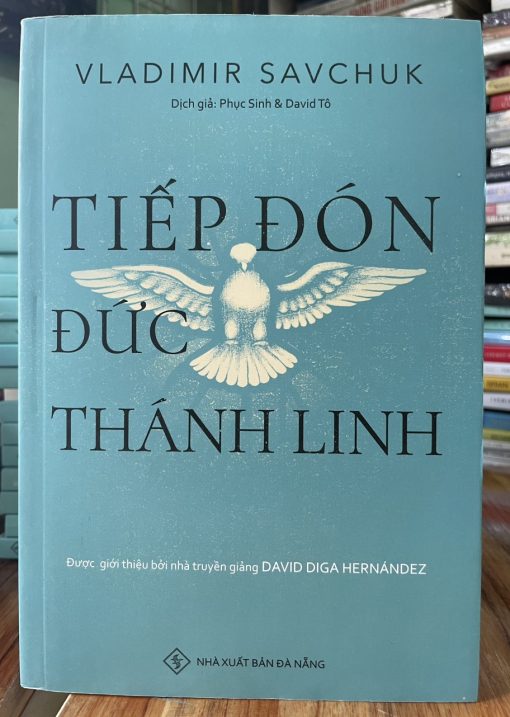 VLADIMIR SAVCHUK
Dịch giả: Phục Sinh & David Tô
TIẾP ĐÓN
ĐỨC
THÁNH LINH
Được giới thiệu bởi nhà truyền giảng DAVID DIGA HERNÁNDEZ
NHÀ XUẤT BẢN ĐÀ NẴNG